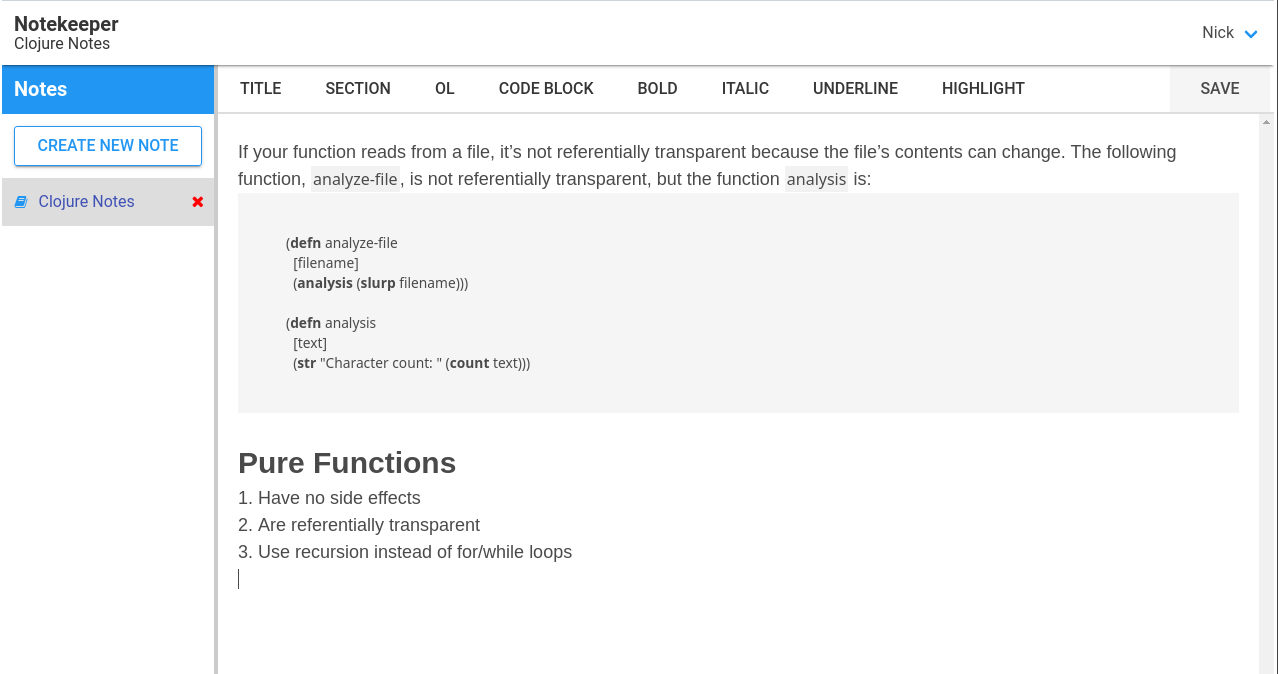 Notekeeper
Clojure Notes
Nick
Notes
TITLE SECTION OL CODE BLOCK BOLD ITALIC UNDERLINE HIGHLIGHT SAVE
CREATE NEW NOTE
Clojure Notes
If your function reads from a file, it’s not referentially transparent because the file’s contents can change. The following
function, analyze-file, is not referentially transparent, but the function analysis is:
(defn analyze-file
[filename]
(analysis (slurp filename)))
(defn analysis
[text]
(str "Character count: " (count text)))
Pure Functions
1. Have no side effects
2. Are referentially transparent
3. Use recursion instead of for/while loops